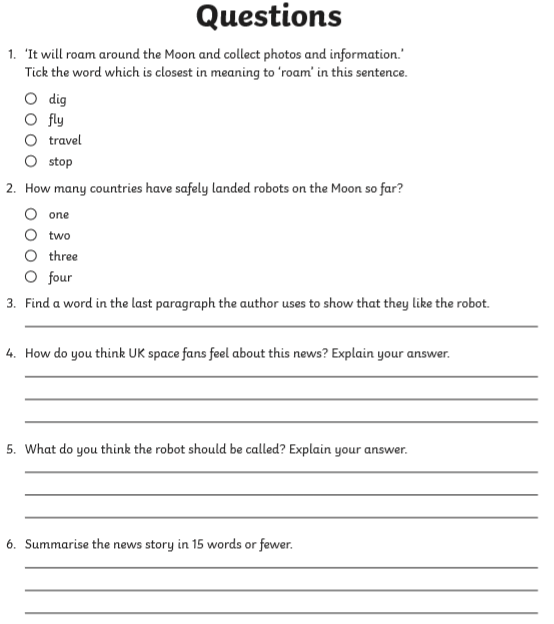 Questions
1. 'It will roam around the Moon and collect photos and information.'
Tick the word which is closest in meaning to 'roam' in this sentence.
dig
fly
travel
stop
2. How many countries have safely landed robots on the Moon so far?
one
two
three
four
3. Find a word in the last paragraph the author uses to show that they like the robot.
4. How do you think UK space fans feel about this news? Explain your answer.
5. What do you think the robot should be called? Explain your answer.
6. Summarise the news story in 15 words or fewer.